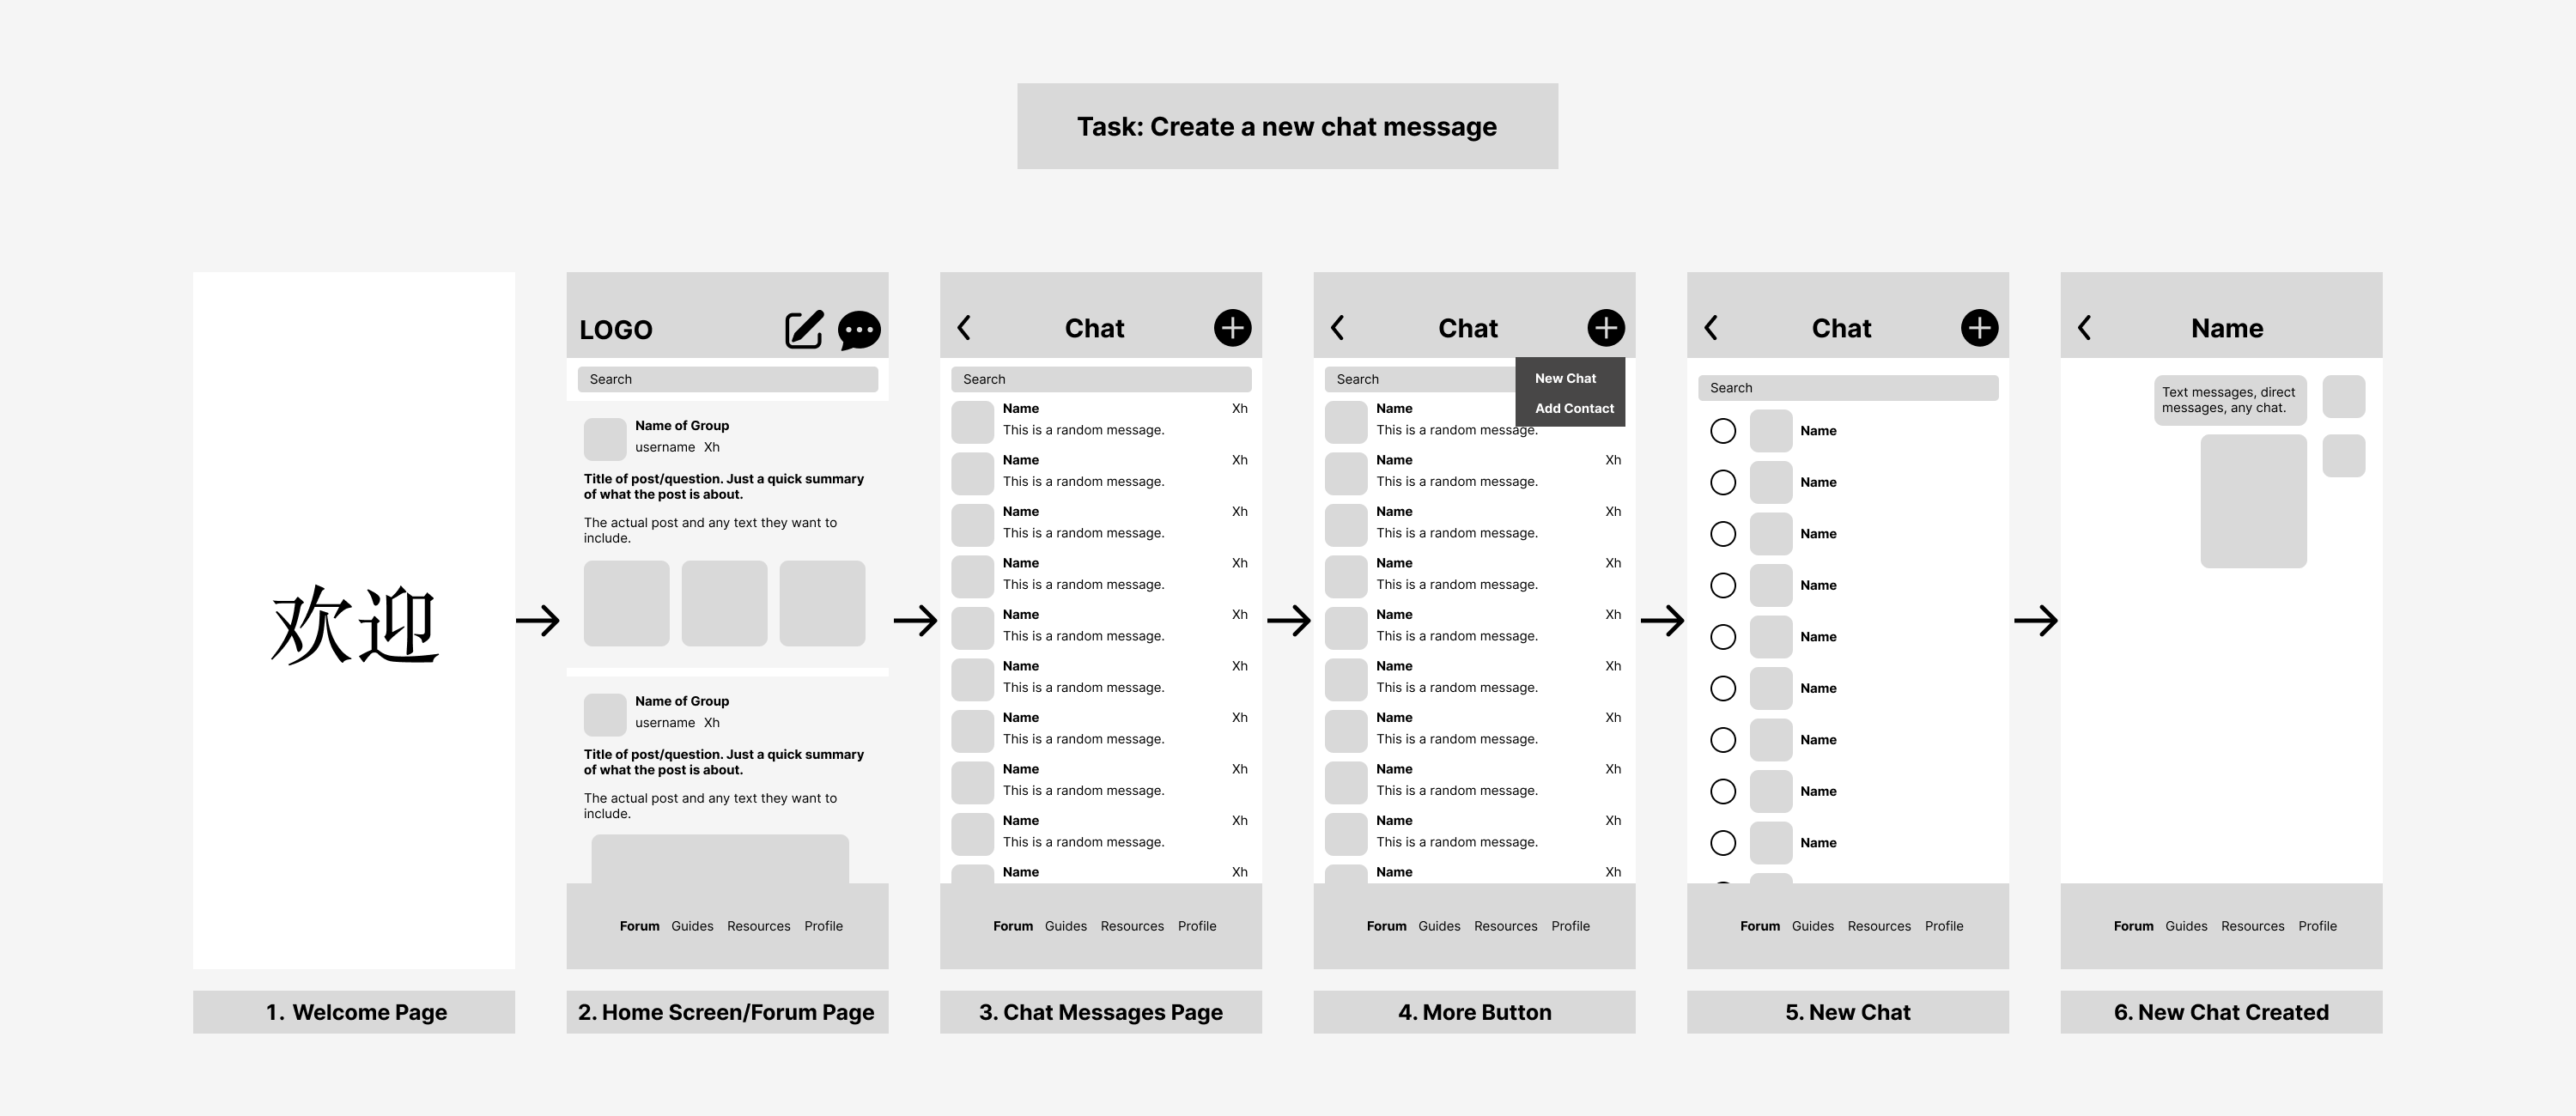 Task: Create a new chat message
欢迎
1. Welcome Page
LOGO
Search
Name of Group
username Xh
Title of post/question. Just a quick summary
of what the post is about.
The actual post and any text they want to
include.
Name of Group
username Xh
Title of post/question. Just a quick summary
of what the post is about.
The actual post and any text they want to
include.
Forum Guides Resources Profile
2. Home Screen/Forum Page
Chat
Search
Name Xh
This is a random message.
Name Xh
This is a random message.
Name Xh
This is a random message.
Name Xh
This is a random message.
Name Xh
This is a random message.
Name Xh
This is a random message.
Name Xh
This is a random message.
Name Xh
This is a random message.
Name Xh
This is a random message.
Name Xh
Forum Guides Resources Profile
3. Chat Messages Page
Chat
Search
New Chat
Add Contact
Name
This is a random message.
Name Xh
This is a random message.
Name Xh
This is a random message.
Name Xh
This is a random message.
Name Xh
This is a random message.
Name Xh
This is a random message.
Name Xh
This is a random message.
Name Xh
This is a random message.
Name Xh
This is a random message.
Name Xh
Forum Guides Resources Profile
4. More Button
Chat
Search
Name
Name
Name
Name
Name
Name
Name
Name
Name
Forum Guides Resources Profile
5. New Chat
Name
Text messages, direct
messages, any chat.
Forum Guides Resources Profile
6. New Chat Created